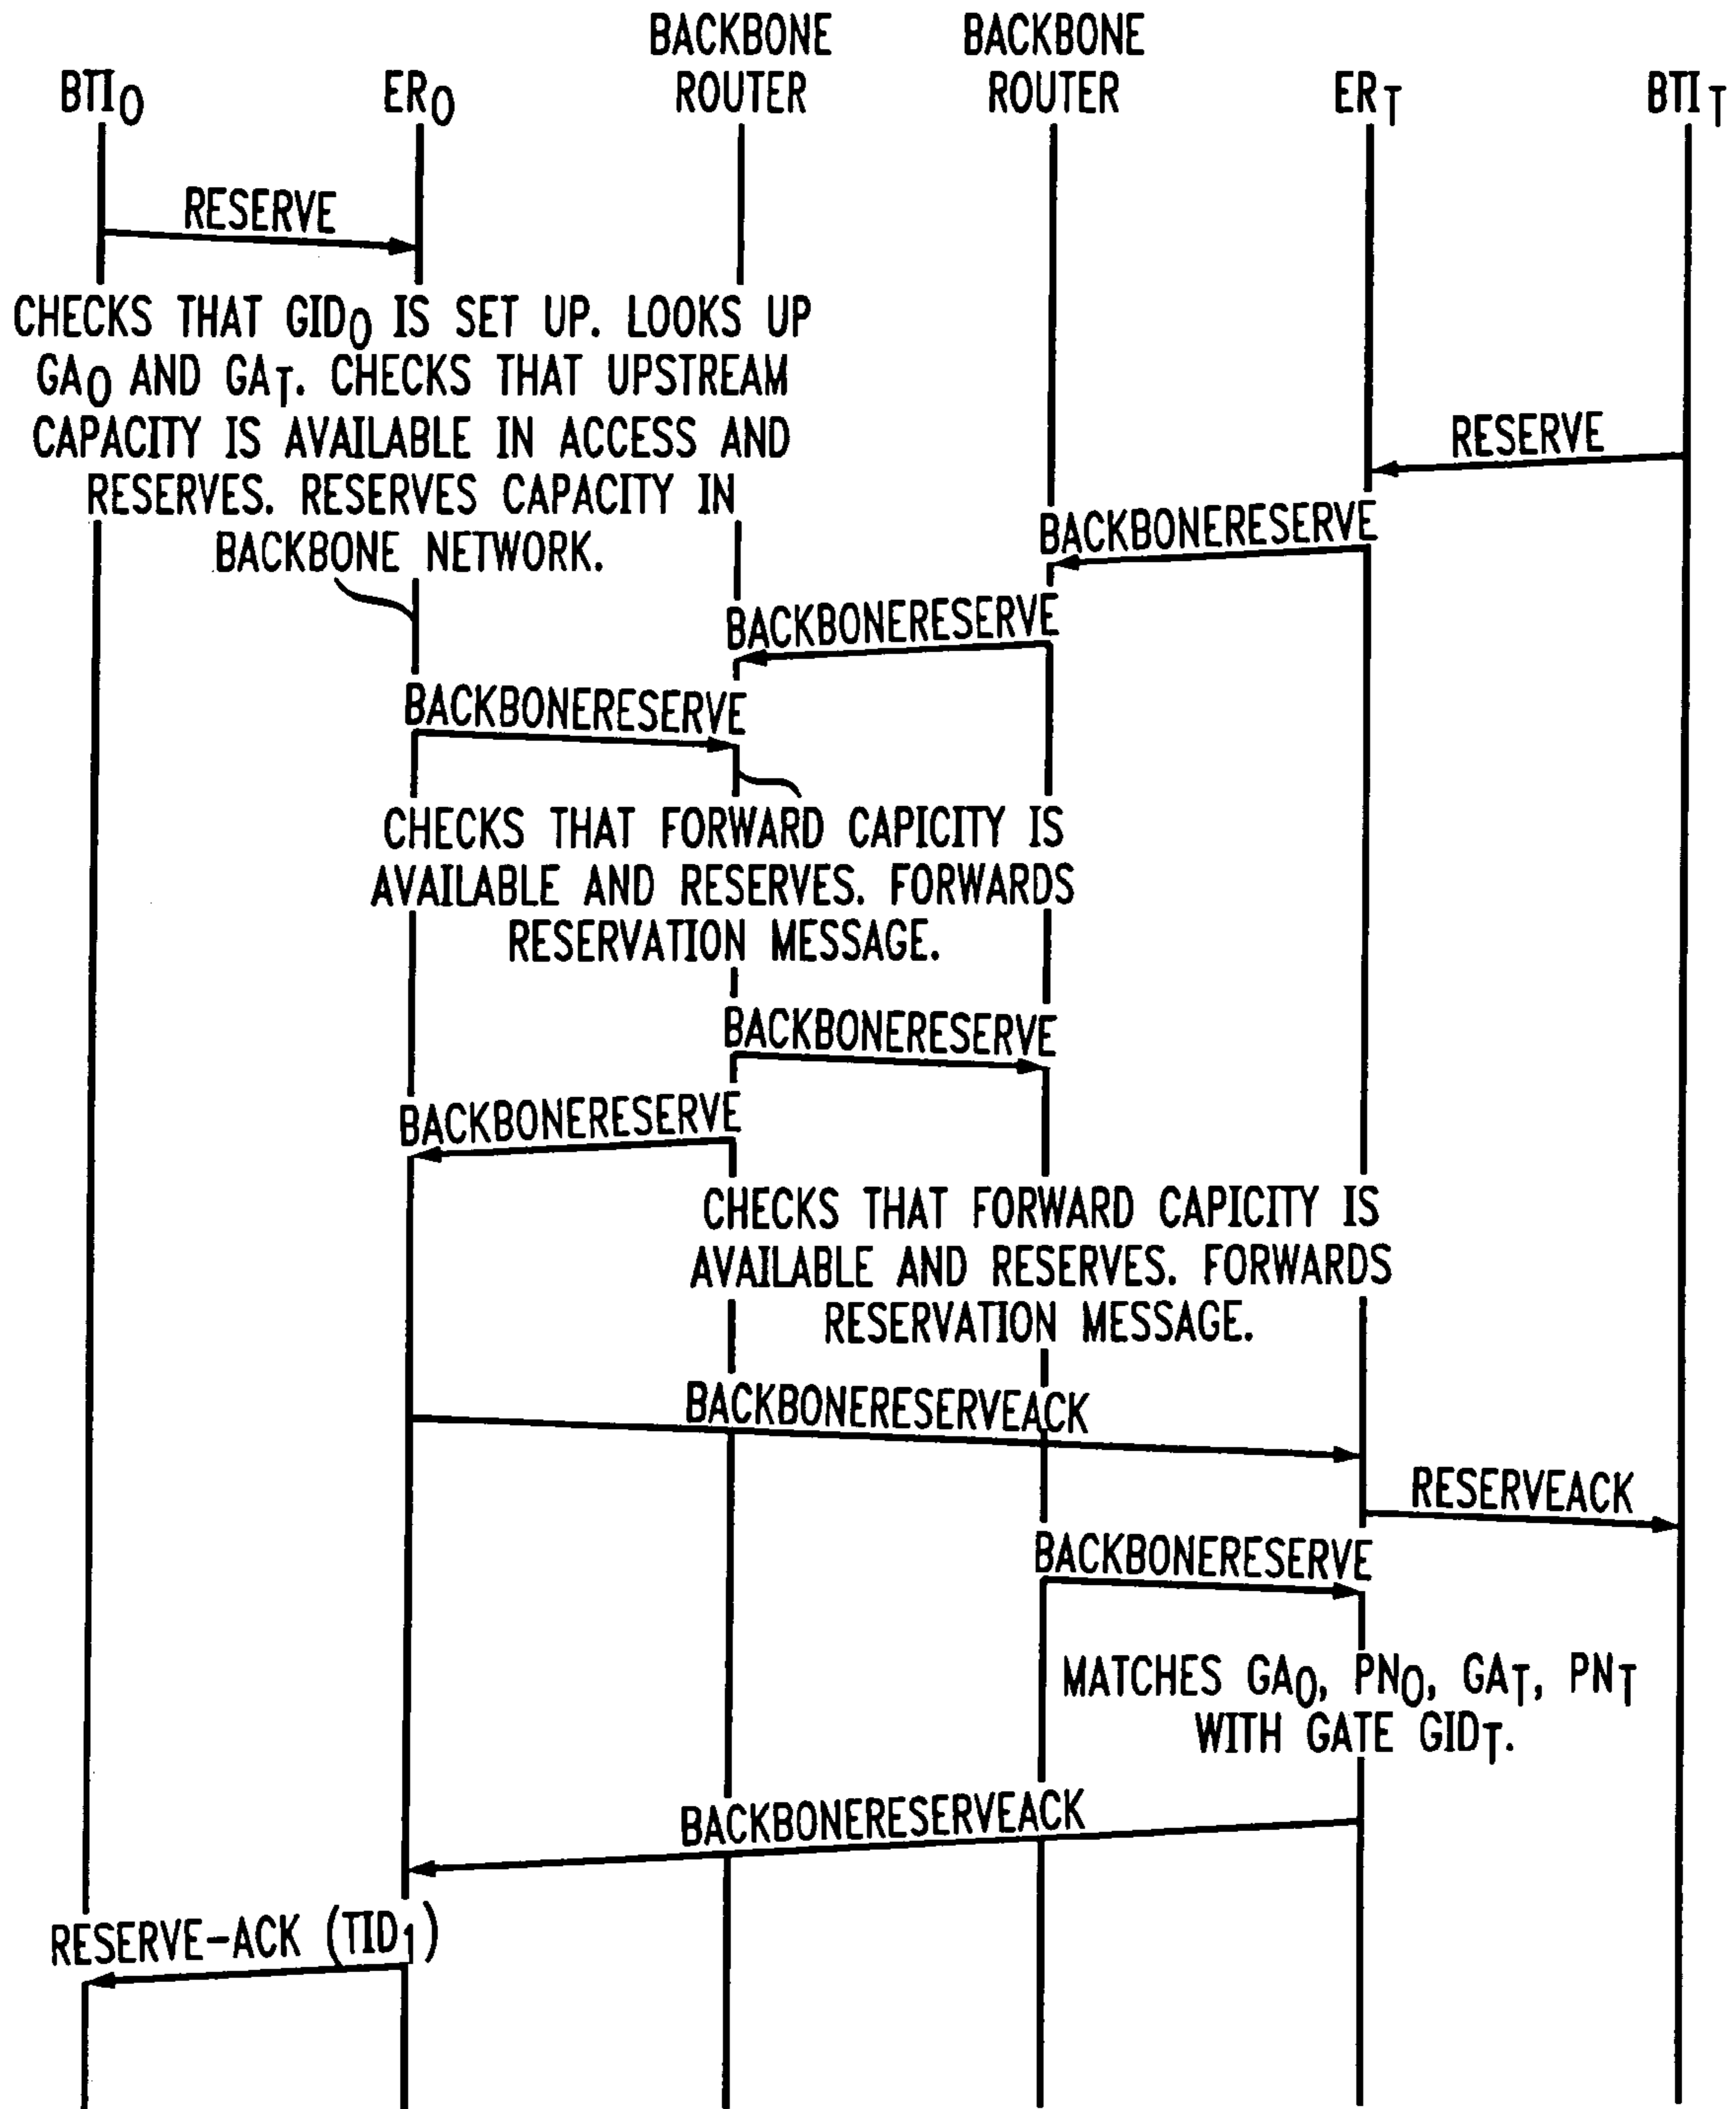 BACKBONE ROUTER
BACKBONE ROUTER
BTIO
ERO
ERT
BTIT
RESERVE
CHECKS THAT GIDO IS SET UP. LOOKS UP
GAO AND GAT. CHECKS THAT UPSTREAM
CAPACITY IS AVAILABLE IN ACCESS AND
RESERVES. RESERVES CAPACITY IN
BACKBONE NETWORK.
RESERVE
BACKBONERESERVE
BACKBONERESERVE
BACKBONERESERVE
CHECKS THAT FORWARD CAPICITY IS
AVAILABLE AND RESERVES. FORWARDS
RESERVATION MESSAGE.
BACKBONERESERVE
BACKBONERESERVE
CHECKS THAT FORWARD CAPICITY IS
AVAILABLE AND RESERVES. FORWARDS
RESERVATION MESSAGE.
BACKBONERESERVEACK
RESERVEACK
BACKBONERESERVE
MATCHES GAO, PNO, GAT, PNT
WITH GATE GIDT.
BACKBONERESERVEACK
RESERVE-ACK (TID1)